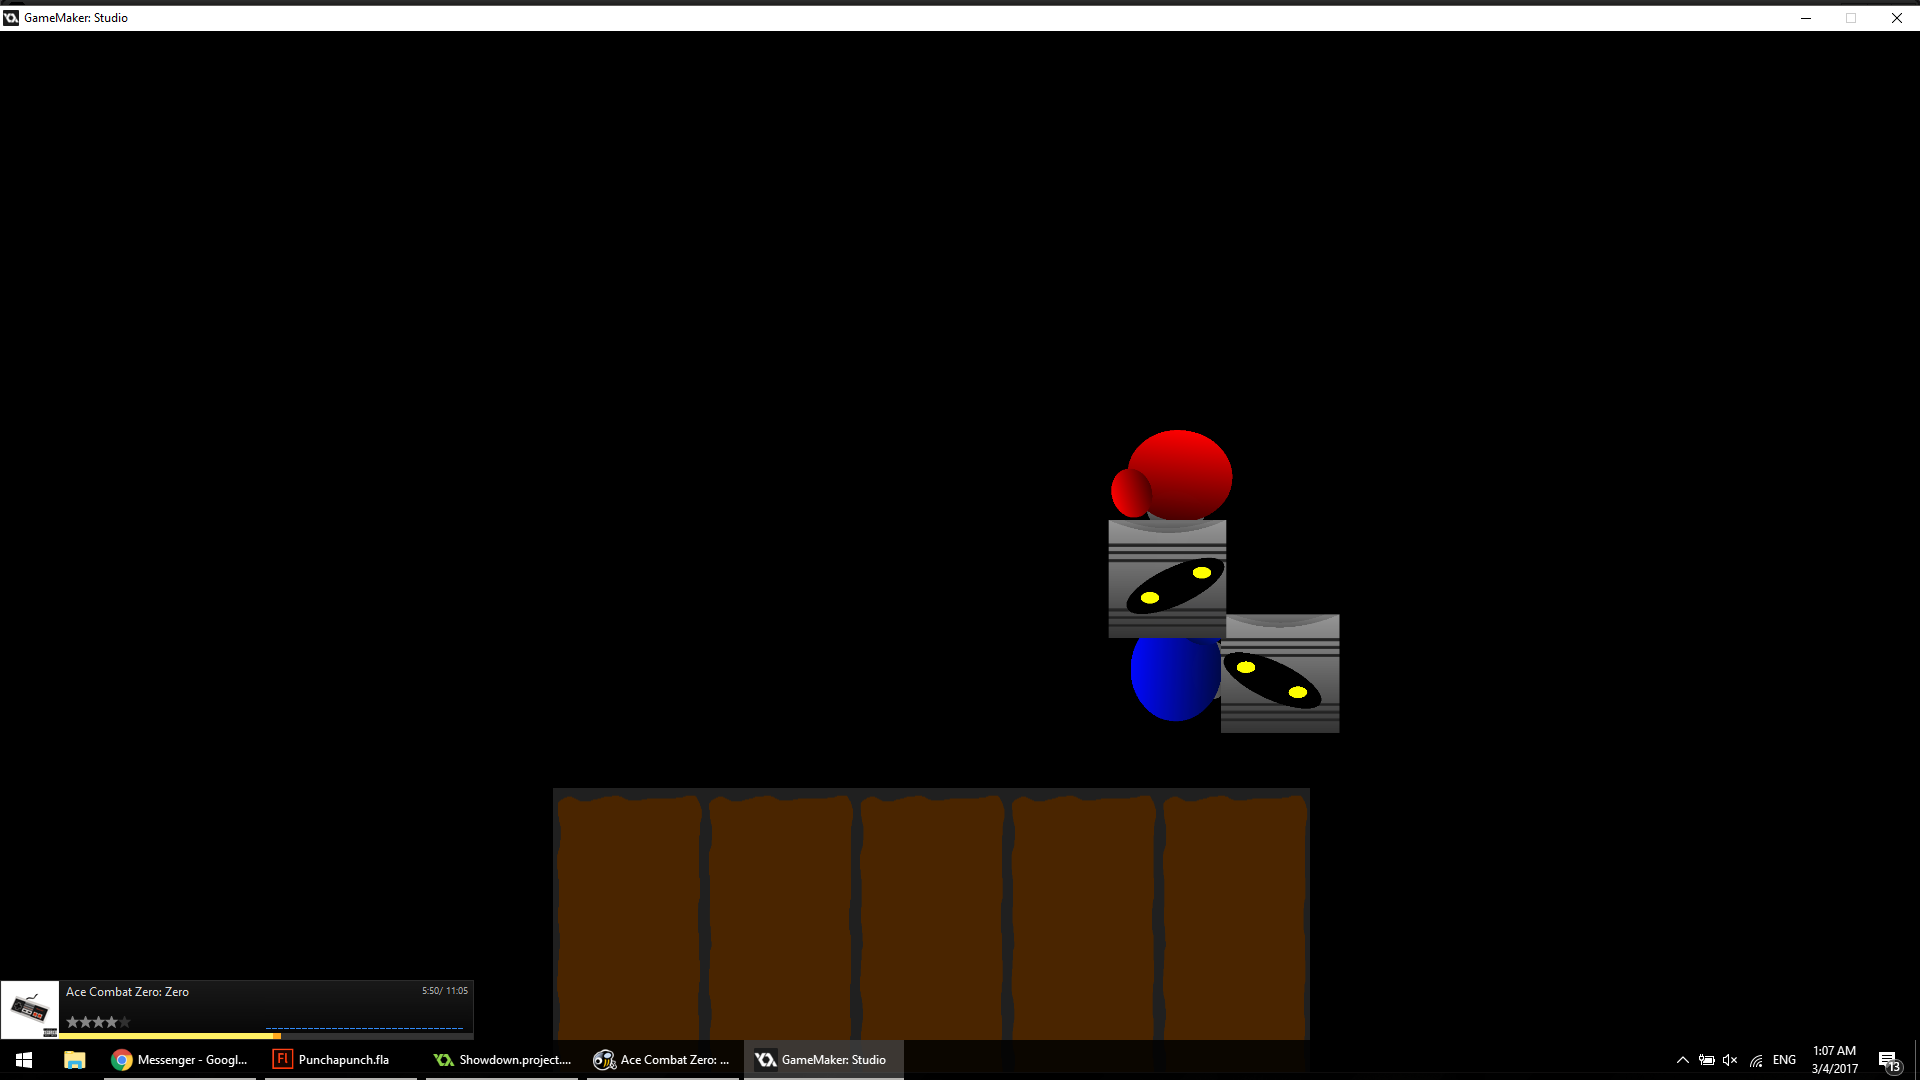 GameMaker: Studio
Ace Combat Zero: Zero
5:50/ 11:05
Messenger - Googl...
Fl
Punchapunch.fla
Showdown.project....
Ace Combat Zero: ...
GameMaker: Studio
ENG
1:07 AM
3/4/2017
13